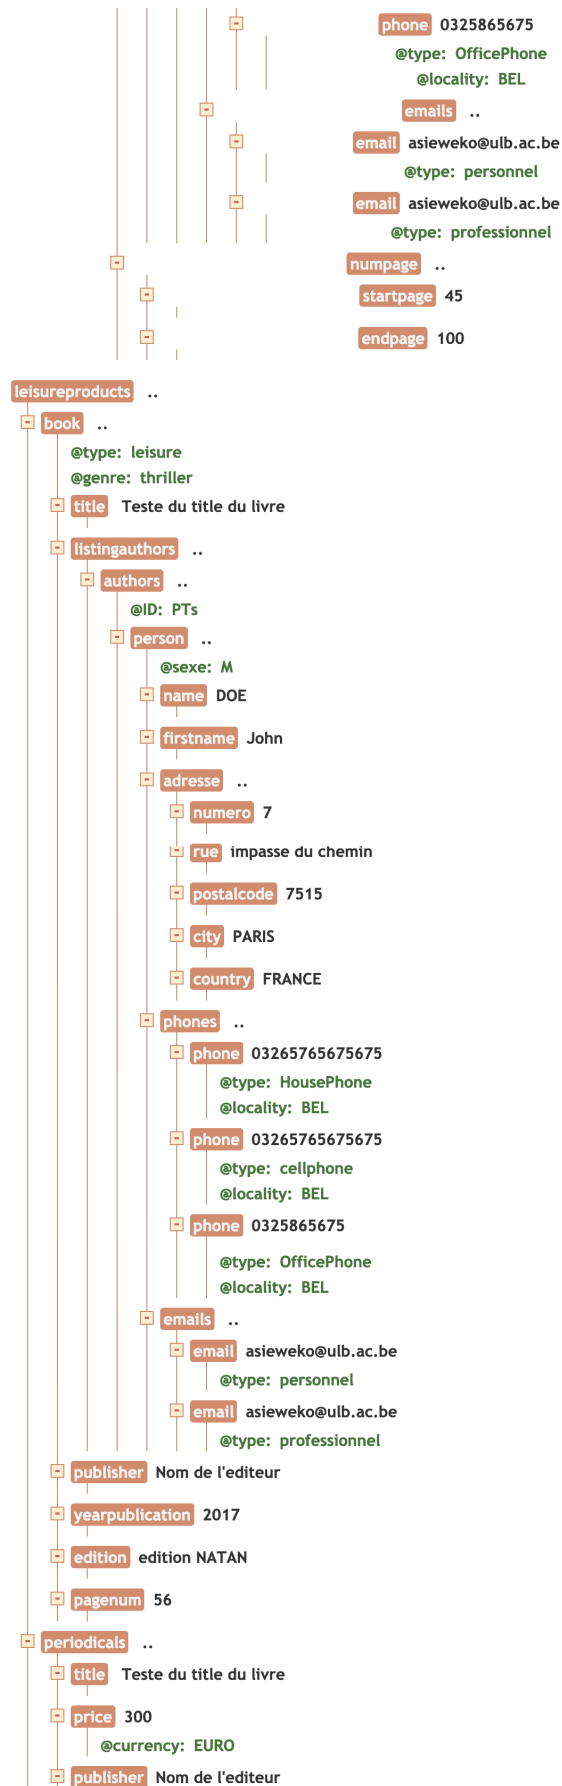 phone 0325865675
@type: OfficePhone
@locality: BEL
emails ..
email asieweko@ulb.ac.be
@type: personnel
email asieweko@ulb.ac.be
@type: professionnel
numpage ..
startpage 45
endpage 100
leisureproducts ..
book ..
@type: leisure
@genre: thriller
title Teste du title du livre
listingauthors ..
authors ..
@ID: PTs
person ..
@sexe: M
name DOE
firstname John
adresse ..
numero 7
rue impasse du chemin
postalcode 7515
city PARIS
country FRANCE
phones ..
phone 03265765675675
@type: HousePhone
@locality: BEL
phone 03265765675675
@type: cellphone
@locality: BEL
phone 0325865675
@type: OfficePhone
@locality: BEL
emails ..
email asieweko@ulb.ac.be
@type: personnel
email asieweko@ulb.ac.be
@type: professionnel
publisher Nom de l'editeur
yearpublication 2017
edition edition NATAN
pagenum 56
periodicals ..
title Teste du title du livre
price 300
@currency: EURO
publisher Nom de l'editeur